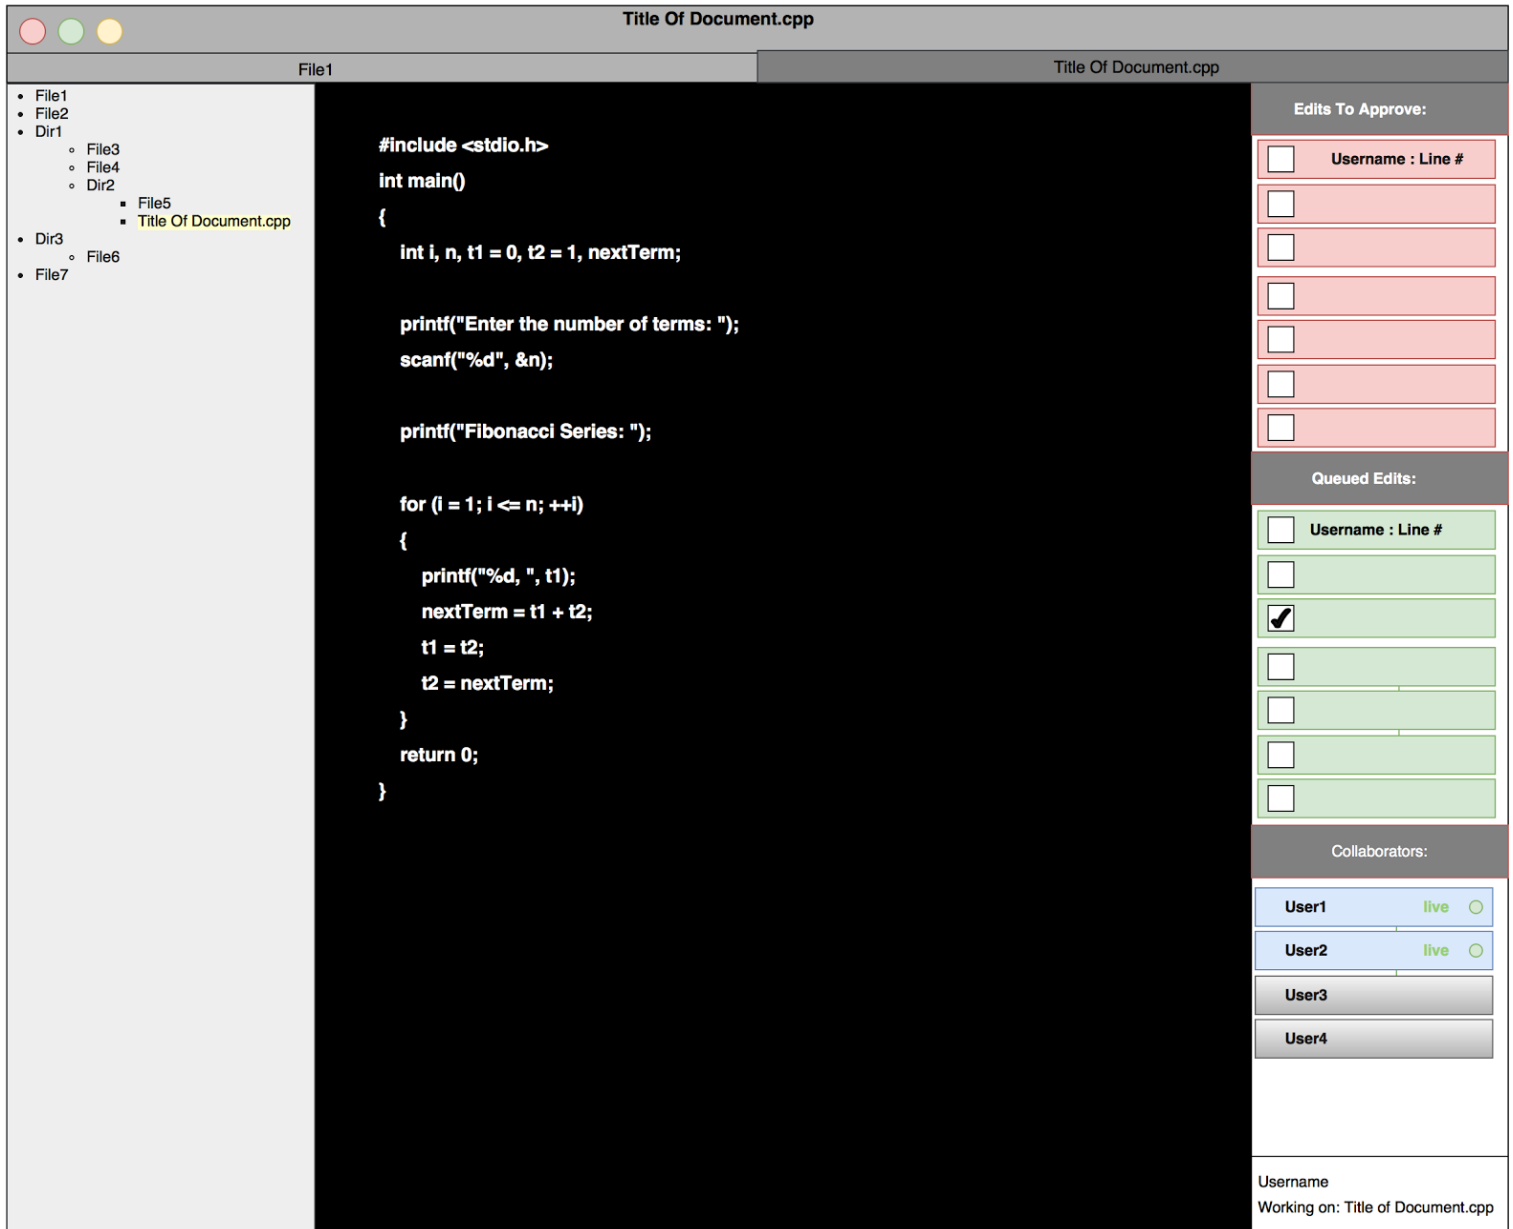 Title Of Document.cpp
File1
Title Of Document.cpp
File1
File2
Dir1
File3
File4
Dir2
File5
Title Of Document.cpp
Dir3
File6
File7
#include <stdio.h>
int main()
{
int i, n, t1 = 0, t2 = 1, nextTerm;
printf("Enter the number of terms: ");
scanf("%d", &n);
printf("Fibonacci Series: ");
for (i = 1; i <= n; ++i)
{
printf("%d, ", t1);
nextTerm = t1 + t2;
t1 = t2;
t2 = nextTerm;
}
return 0;
}
Edits To Approve:
Username : Line #
Queued Edits:
Username : Line #
Collaborators:
User1 live
User2 live
User3
User4
Username
Working on: Title of Document.cpp